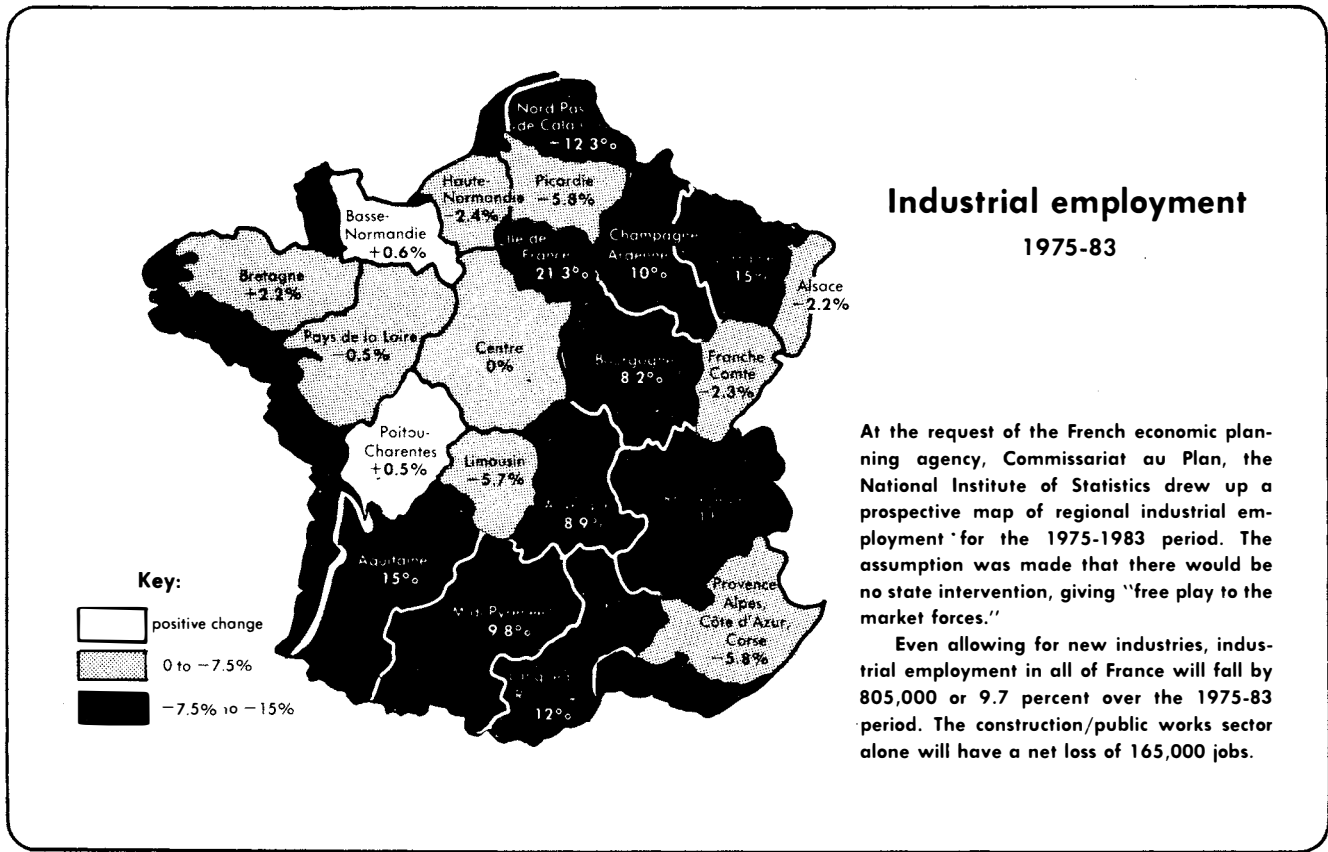 Industrial employment
1975-83
Nord Pas
de Cala
−12 3%
Haute-
Normandie
−2.4%
Picardie
−5.8%
Basse-
Normandie
+0.6%
Ile de
France
21 3%
Champagne
Ardenne
10%
15%
Alsace
−2.2%
Bretagne
+2.2%
Pays de la Loire
−0.5%
Centre
0%
Bourgogne
8 2%
Franche
Comte
−2.3%
Poitou-
Charentes
+0.5%
Limousin
−5.7%
8 9%
Aquitaine
15%
Midi Pyrenees
9 8%
Provence
Alpes,
Côte d'Azur,
Corse
−5.8%
12%
Key:
positive change
0 to −7.5%
−7.5% to −15%
At the request of the French economic plan-
ning agency, Commissariat au Plan, the
National Institute of Statistics drew up a
prospective map of regional industrial em-
ployment for the 1975-1983 period. The
assumption was made that there would be
no state intervention, giving "free play to the
market forces."
Even allowing for new industries, indus-
trial employment in all of France will fall by
805,000 or 9.7 percent over the 1975-83
period. The construction/public works sector
alone will have a net loss of 165,000 jobs.